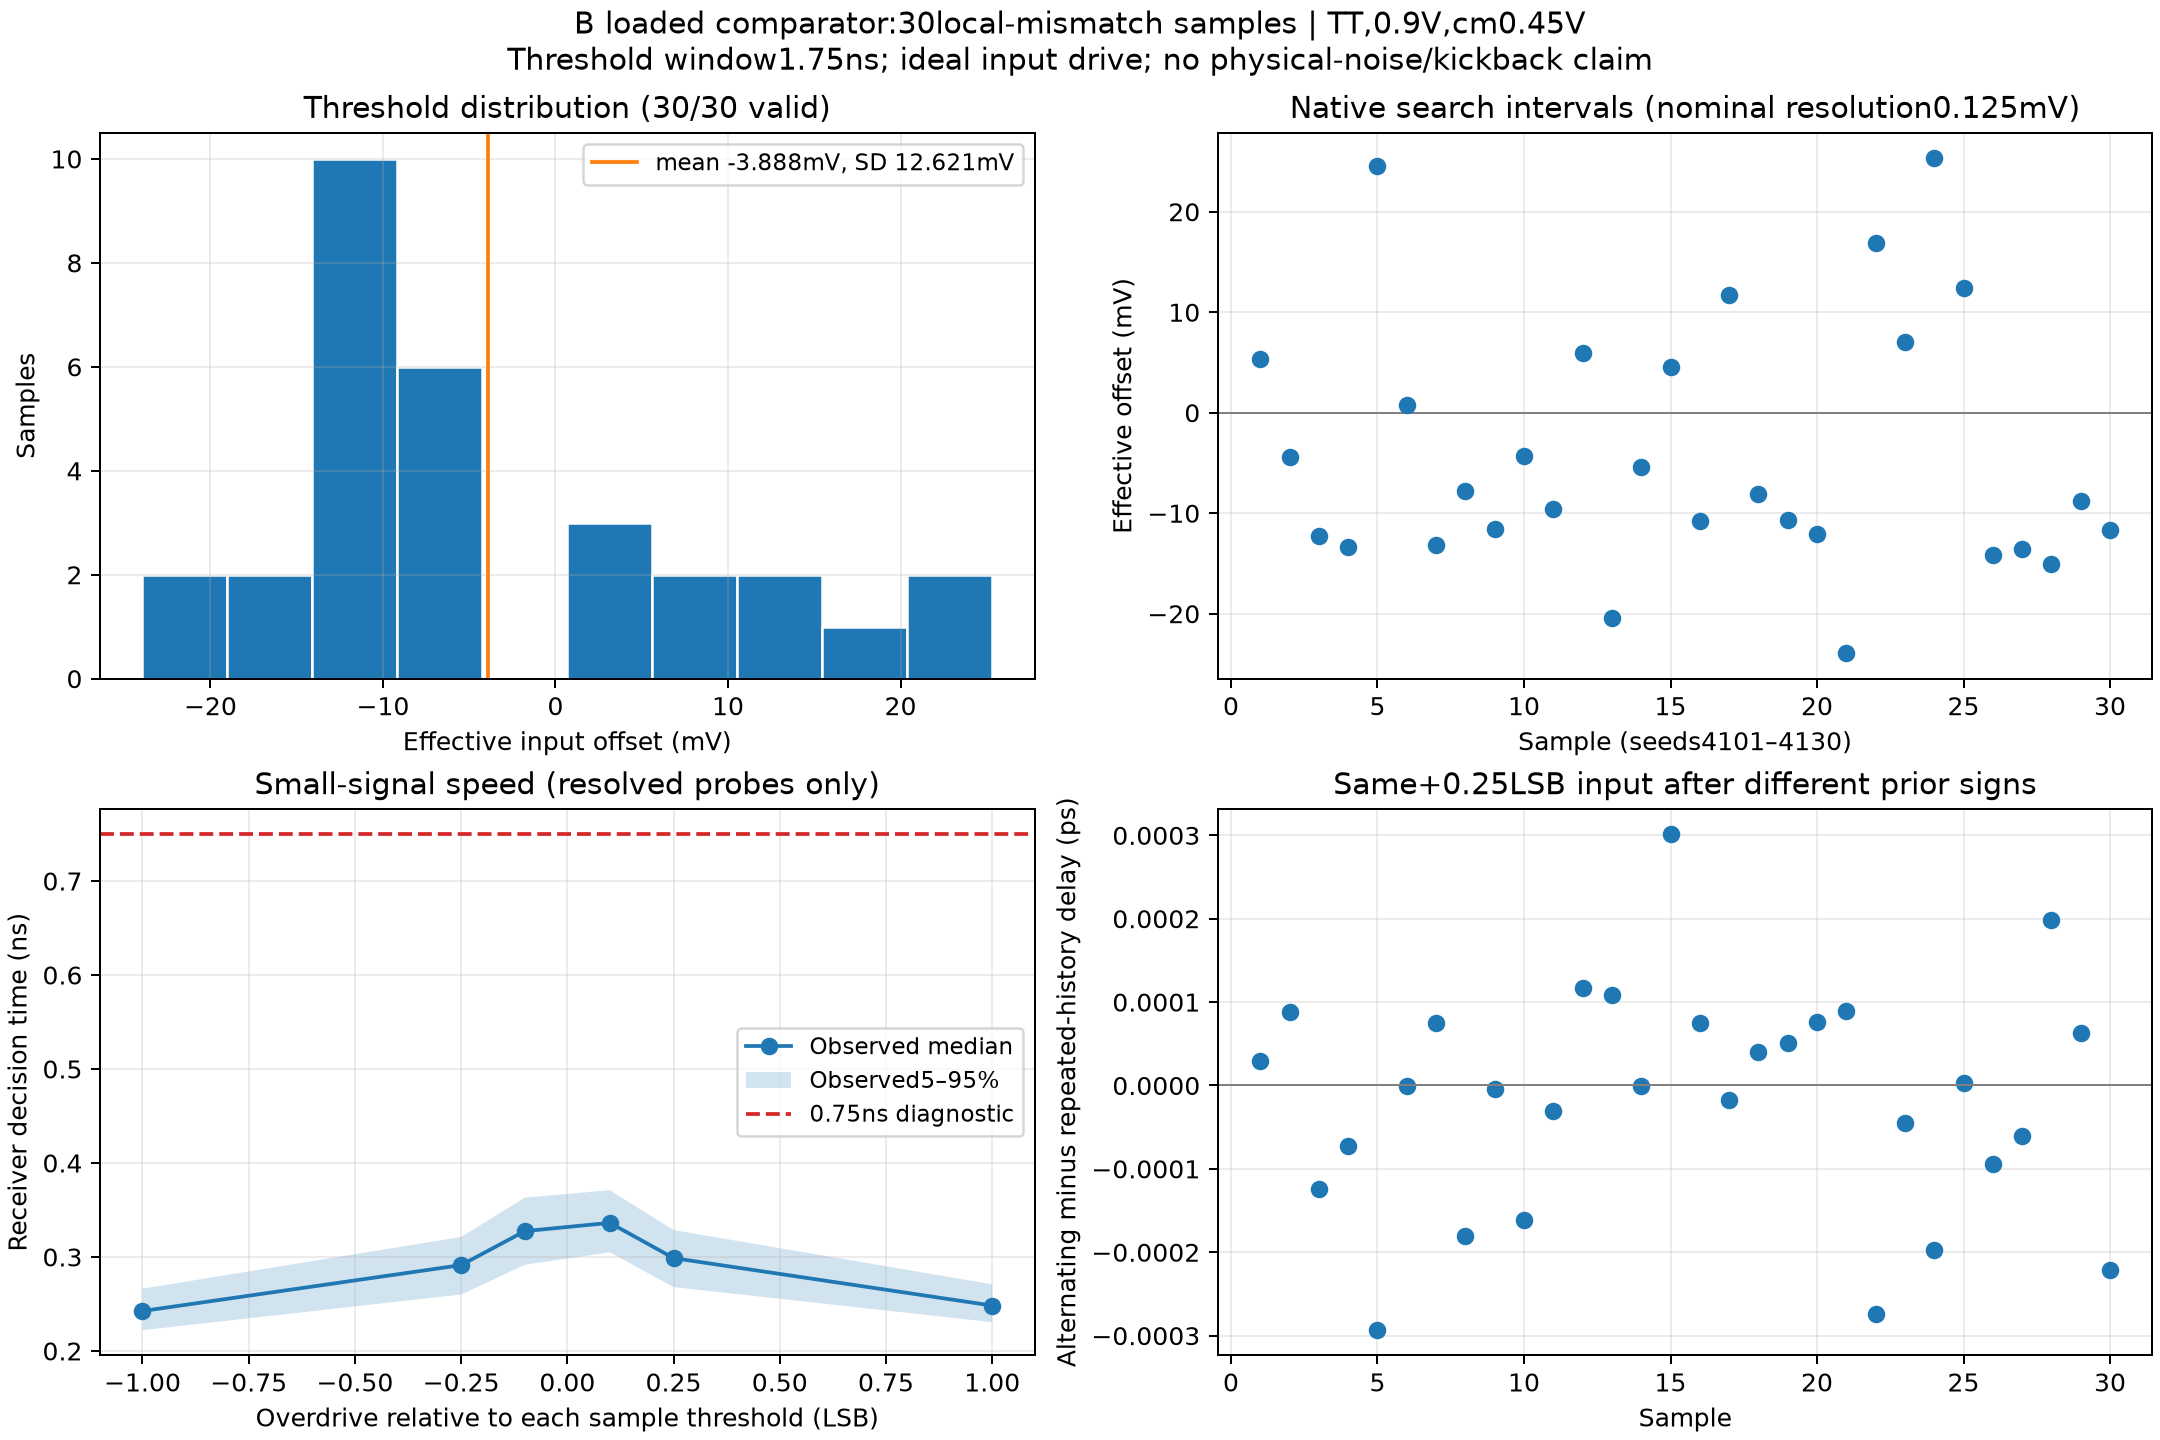 B loaded comparator:30local-mismatch samples | TT,0.9V,cm0.45V
Threshold window1.75ns; ideal input drive; no physical-noise/kickback claim
Threshold distribution (30/30 valid)
mean -3.888mV, SD 12.621mV
Samples
10
8
6
4
2
0
−20
−10
0
10
20
Effective input offset (mV)
Native search intervals (nominal resolution0.125mV)
Effective offset (mV)
20
10
0
−10
−20
0
5
10
15
20
25
30
Sample (seeds4101–4130)
Small-signal speed (resolved probes only)
Receiver decision time (ns)
0.7
0.6
0.5
0.4
0.3
0.2
Observed median
Observed5–95%
0.75ns diagnostic
−1.00
−0.75
−0.50
−0.25
0.00
0.25
0.50
0.75
1.00
Overdrive relative to each sample threshold (LSB)
Same+0.25LSB input after different prior signs
Alternating minus repeated-history delay (ps)
0.0003
0.0002
0.0001
0.0000
−0.0001
−0.0002
−0.0003
0
5
10
15
20
25
30
Sample